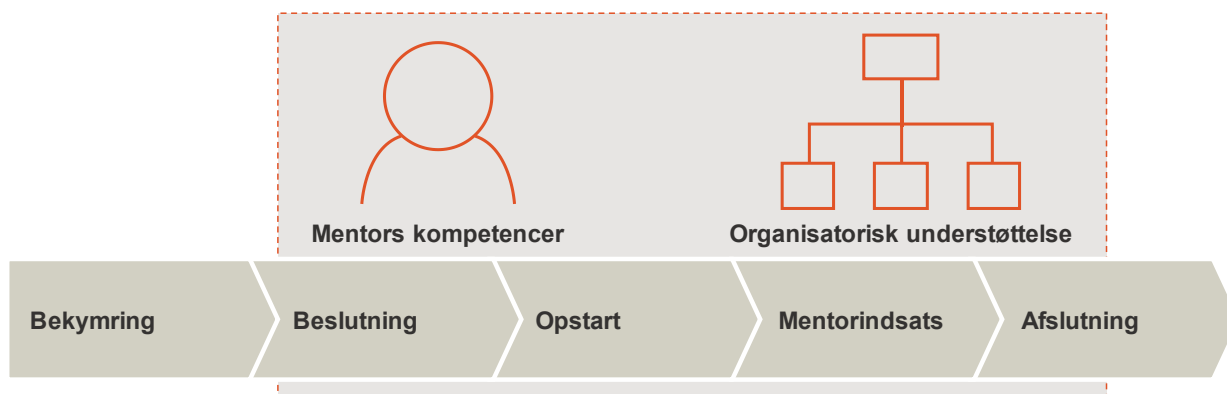 Mentors kompetencer
Organisatorisk understøttelse
Bekymring
Beslutning
Opstart
Mentorindsats
Afslutning